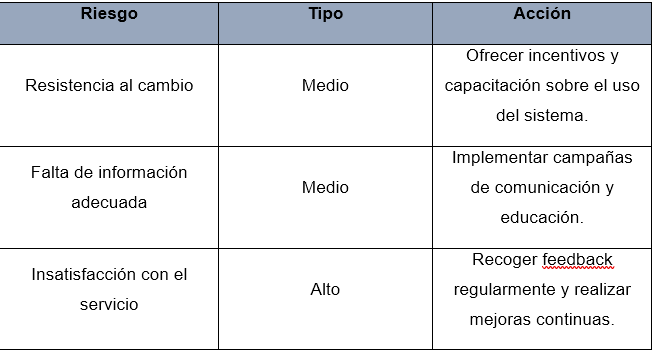 Riesgo Tipo Acción
Resistencia al cambio Medio Ofrecer incentivos y
capacitación sobre el uso
del sistema.
Falta de información
adecuada Medio Implementar campañas
de comunicación y
educación.
Insatisfacción con el
servicio Alto Recoger feedback
regularmente y realizar
mejoras continuas.